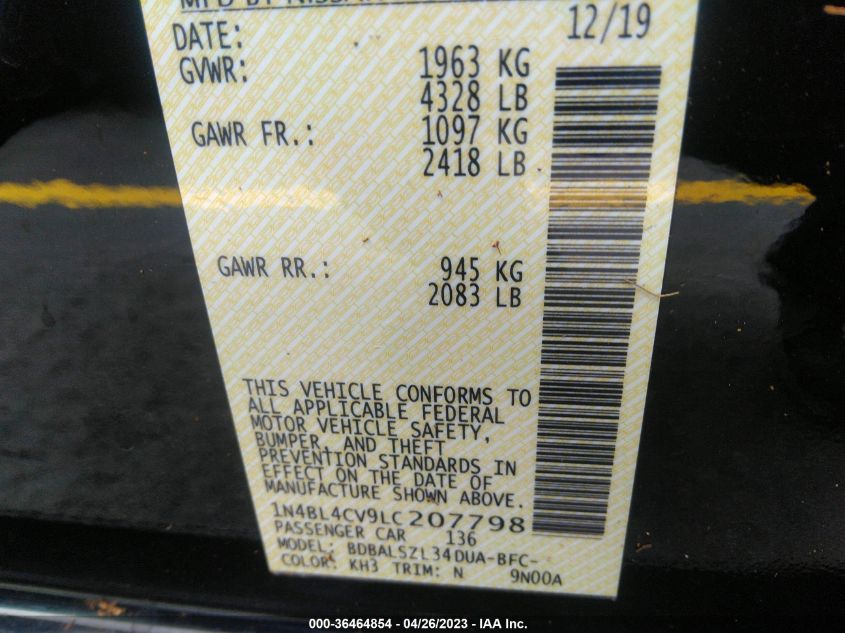 MFD BY NISSAN
DATE: 12/19
GVWR: 1963 KG
4328 LB
GAWR FR.: 1097 KG
2418 LB
GAWR RR.: 945 KG
2083 LB
THIS VEHICLE CONFORMS TO
ALL APPLICABLE FEDERAL
MOTOR VEHICLE SAFETY,
BUMPER, AND THEFT
PREVENTION STANDARDS IN
EFFECT ON THE DATE OF
MANUFACTURE SHOWN ABOVE.
1N4BL4CV9LC207798
PASSENGER CAR 136
MODEL: BDBALSZL34DUA-BFC-
COLOR: KH3 TRIM: N 9N00A
000-36464854 / 04/26/2023 - IAA Inc.